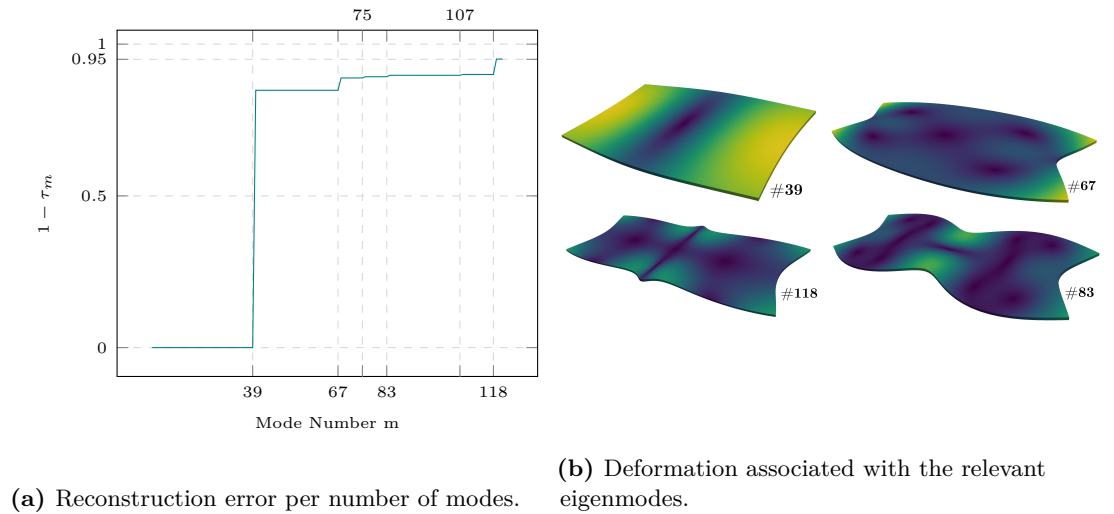 75 107
1
0.95
0.5
0
1 − τm
39 67 83 118
Mode Number m
#39
#67
#118
#83
(a) Reconstruction error per number of modes.
(b) Deformation associated with the relevant
eigenmodes.